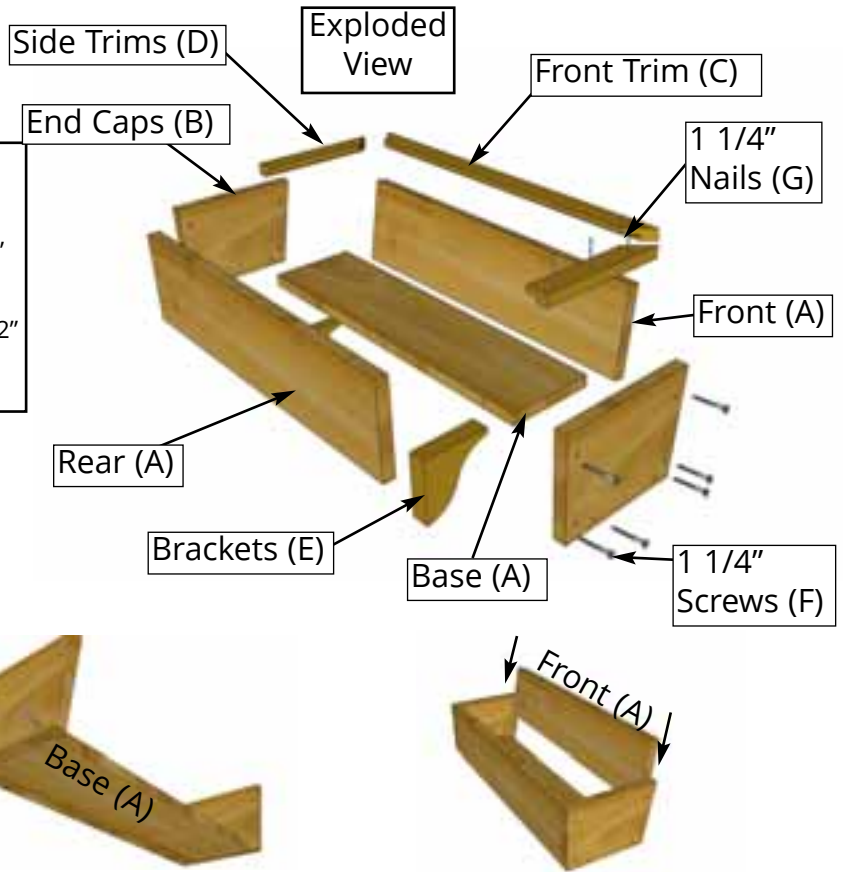 Exploded
View
Side Trims (D)
Front Trim (C)
End Caps (B)
1 1/4”
Nails (G)
”
2”
Front (A)
Rear (A)
Brackets (E)
Base (A)
1 1/4”
Screws (F)
Base (A)
Front (A)